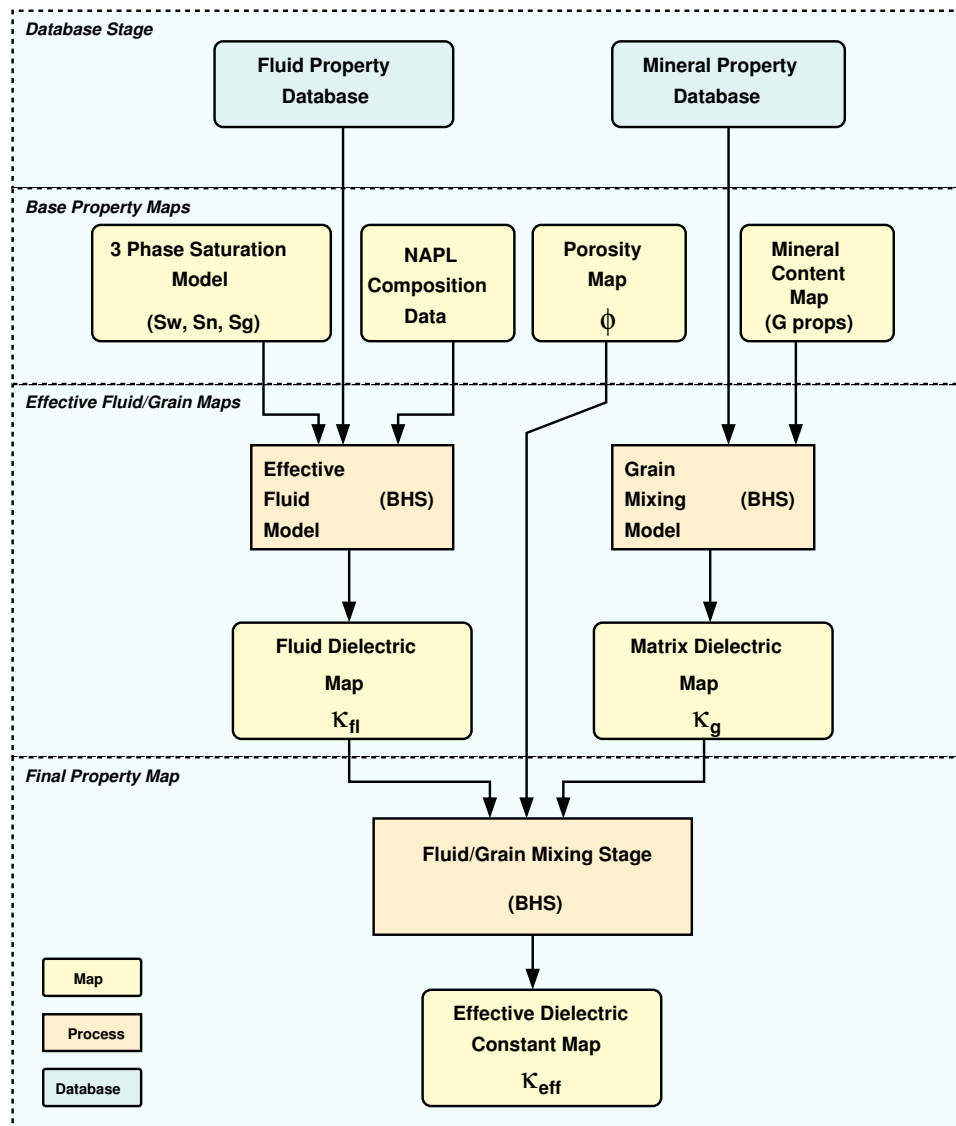 Database Stage
Fluid Property
Database
Mineral Property
Database
Base Property Maps
3 Phase Saturation
Model
(Sw, Sn, Sg)
NAPL
Composition
Data
Porosity
Map
ϕ
Mineral
Content
Map
(G props)
Effective Fluid/Grain Maps
Effective
Fluid (BHS)
Model
Grain
Mixing (BHS)
Model
Fluid Dielectric
Map
κfl
Matrix Dielectric
Map
κg
Final Property Map
Fluid/Grain Mixing Stage
(BHS)
Effective Dielectric
Constant Map
κeff
Map
Process
Database